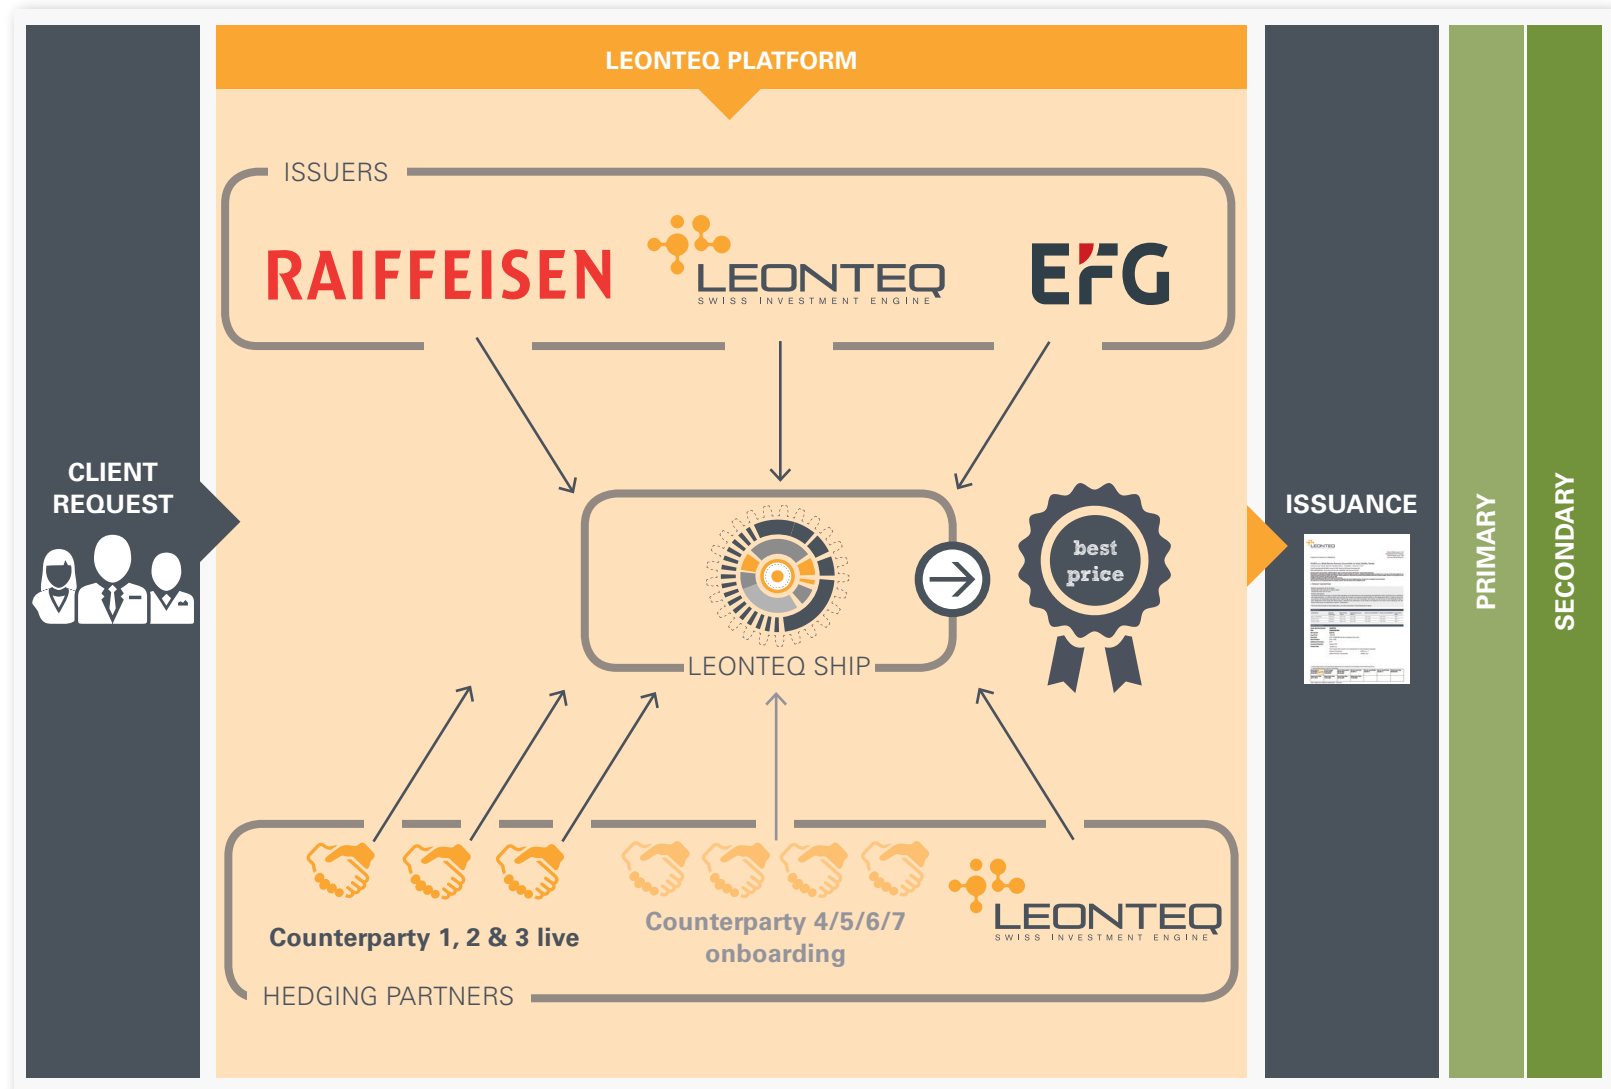 LEONTEQ PLATFORM
CLIENT
REQUEST
ISSUERS
RAIFFEISEN
LEONTEQ
SWISS INVESTMENT ENGINE
EFG
LEONTEQ SHIP
best
price
Counterparty 1, 2 & 3 live
Counterparty 4/5/6/7
onboarding
LEONTEQ
SWISS INVESTMENT ENGINE
HEDGING PARTNERS
ISSUANCE
LEONTEQ
PRIMARY
SECONDARY